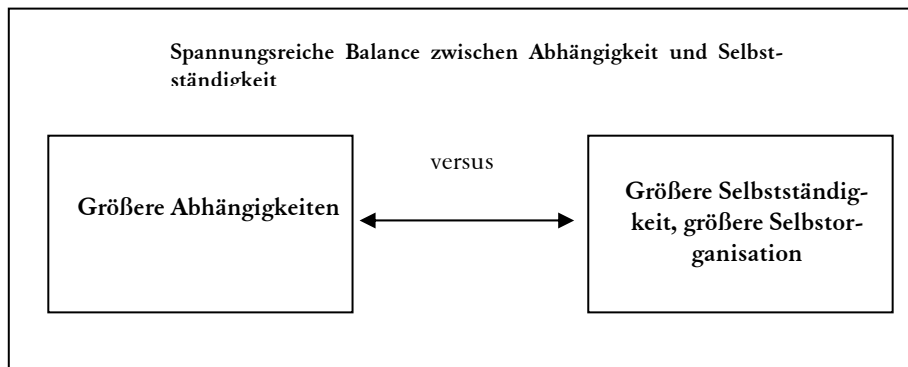 Spannungsreiche Balance zwischen Abhängigkeit und Selbst-
ständigkeit
versus
Größere Abhängigkeiten
Größere Selbstständig-
keit, größere Selbstor-
ganisation